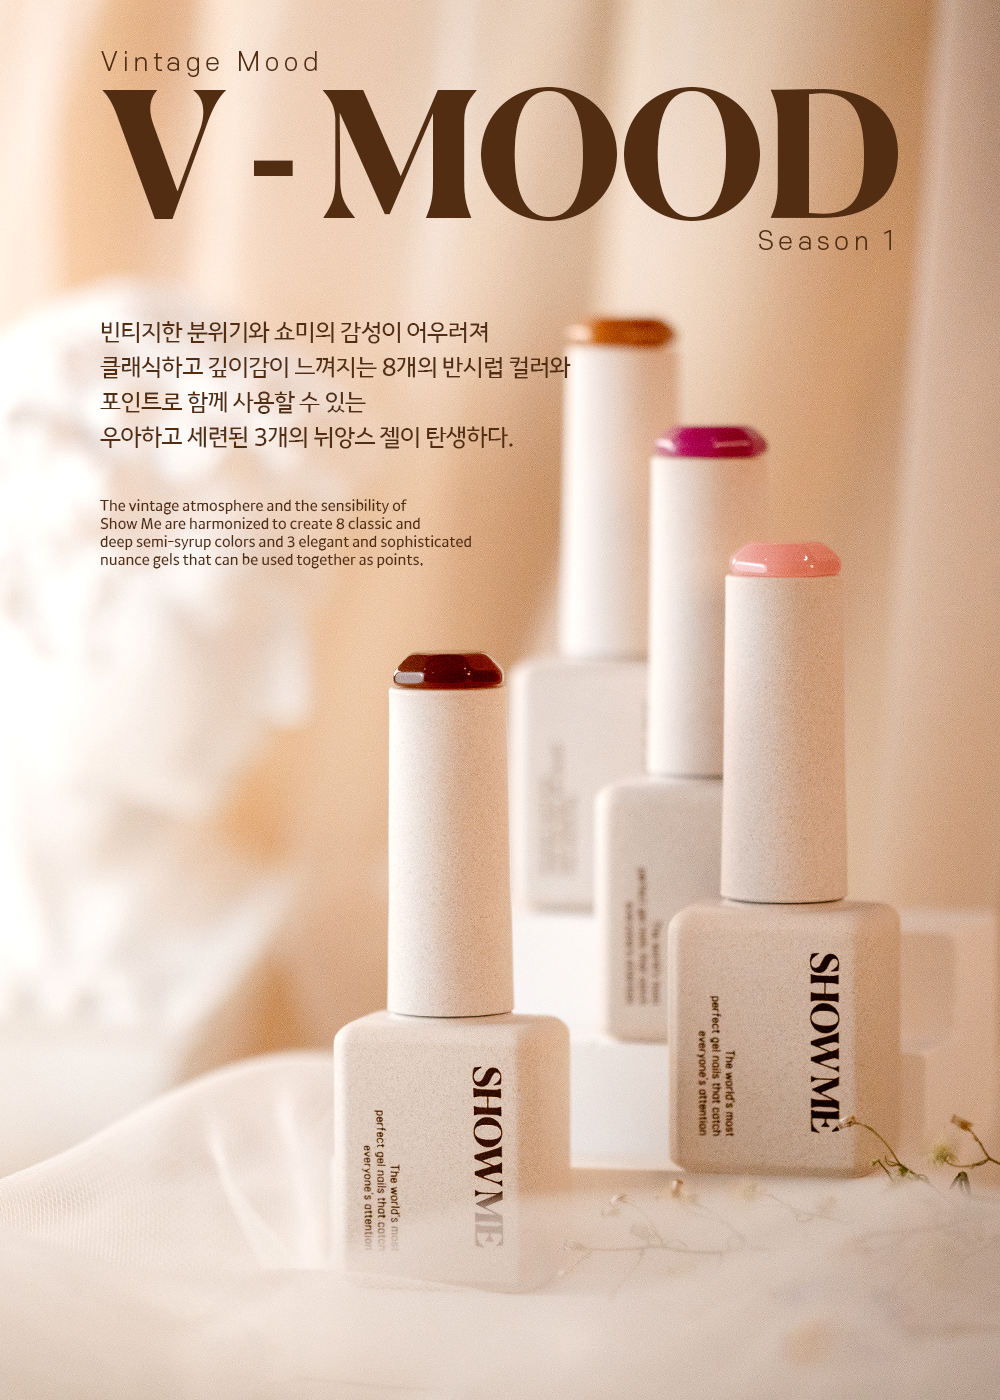 Vintage Mood
V-MOOD
Season 1
빈티지한 분위기와 쇼미의 감성이 어우러져
클래식하고 깊이감이 느껴지는 8개의 반시럽 컬러와
포인트로 함께 사용할 수 있는
우아하고 세련된 3개의 뉘앙스 젤이 탄생하다.
The vintage atmosphere and the sensibility of
Show Me are harmonized to create 8 classic and
deep semi-syrup colors and 3 elegant and sophisticated
nuance gels that can be used together as points.
SHOWME
The world's most
perfect gel nails that catch
everyone's attention
SHOWME
The world's most
perfect gel nails that catch
everyone's attention